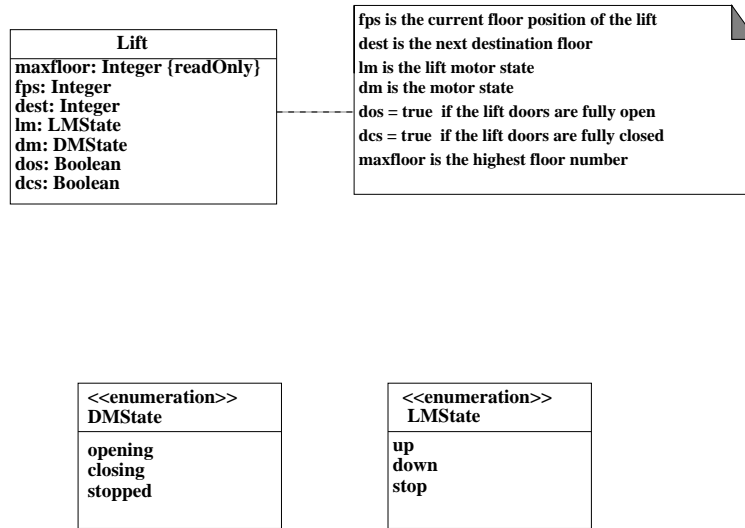 Lift
maxfloor: Integer {readOnly}
fps: Integer
dest: Integer
lm: LMState
dm: DMState
dos: Boolean
dcs: Boolean
fps is the current floor position of the lift
dest is the next destination floor
lm is the lift motor state
dm is the motor state
dos = true if the lift doors are fully open
dcs = true if the lift doors are fully closed
maxfloor is the highest floor number
<<enumeration>>
DMState
opening
closing
stopped
<<enumeration>>
LMState
up
down
stop